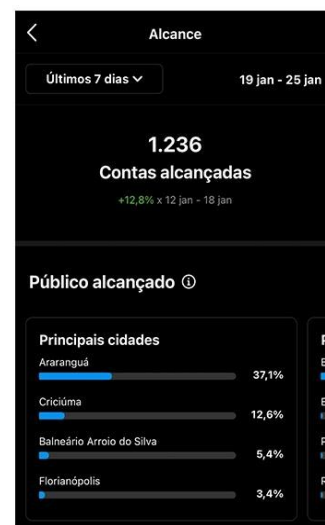 Alcance
Últimos 7 dias
19 jan - 25 jan
1.236
Contas alcançadas
+12,8% x 12 jan - 18 jan
Público alcançado
Principais cidades
Araranguá
37,1%
Criciúma
12,6%
Balneário Arroio do Silva
5,4%
Florianópolis
3,4%